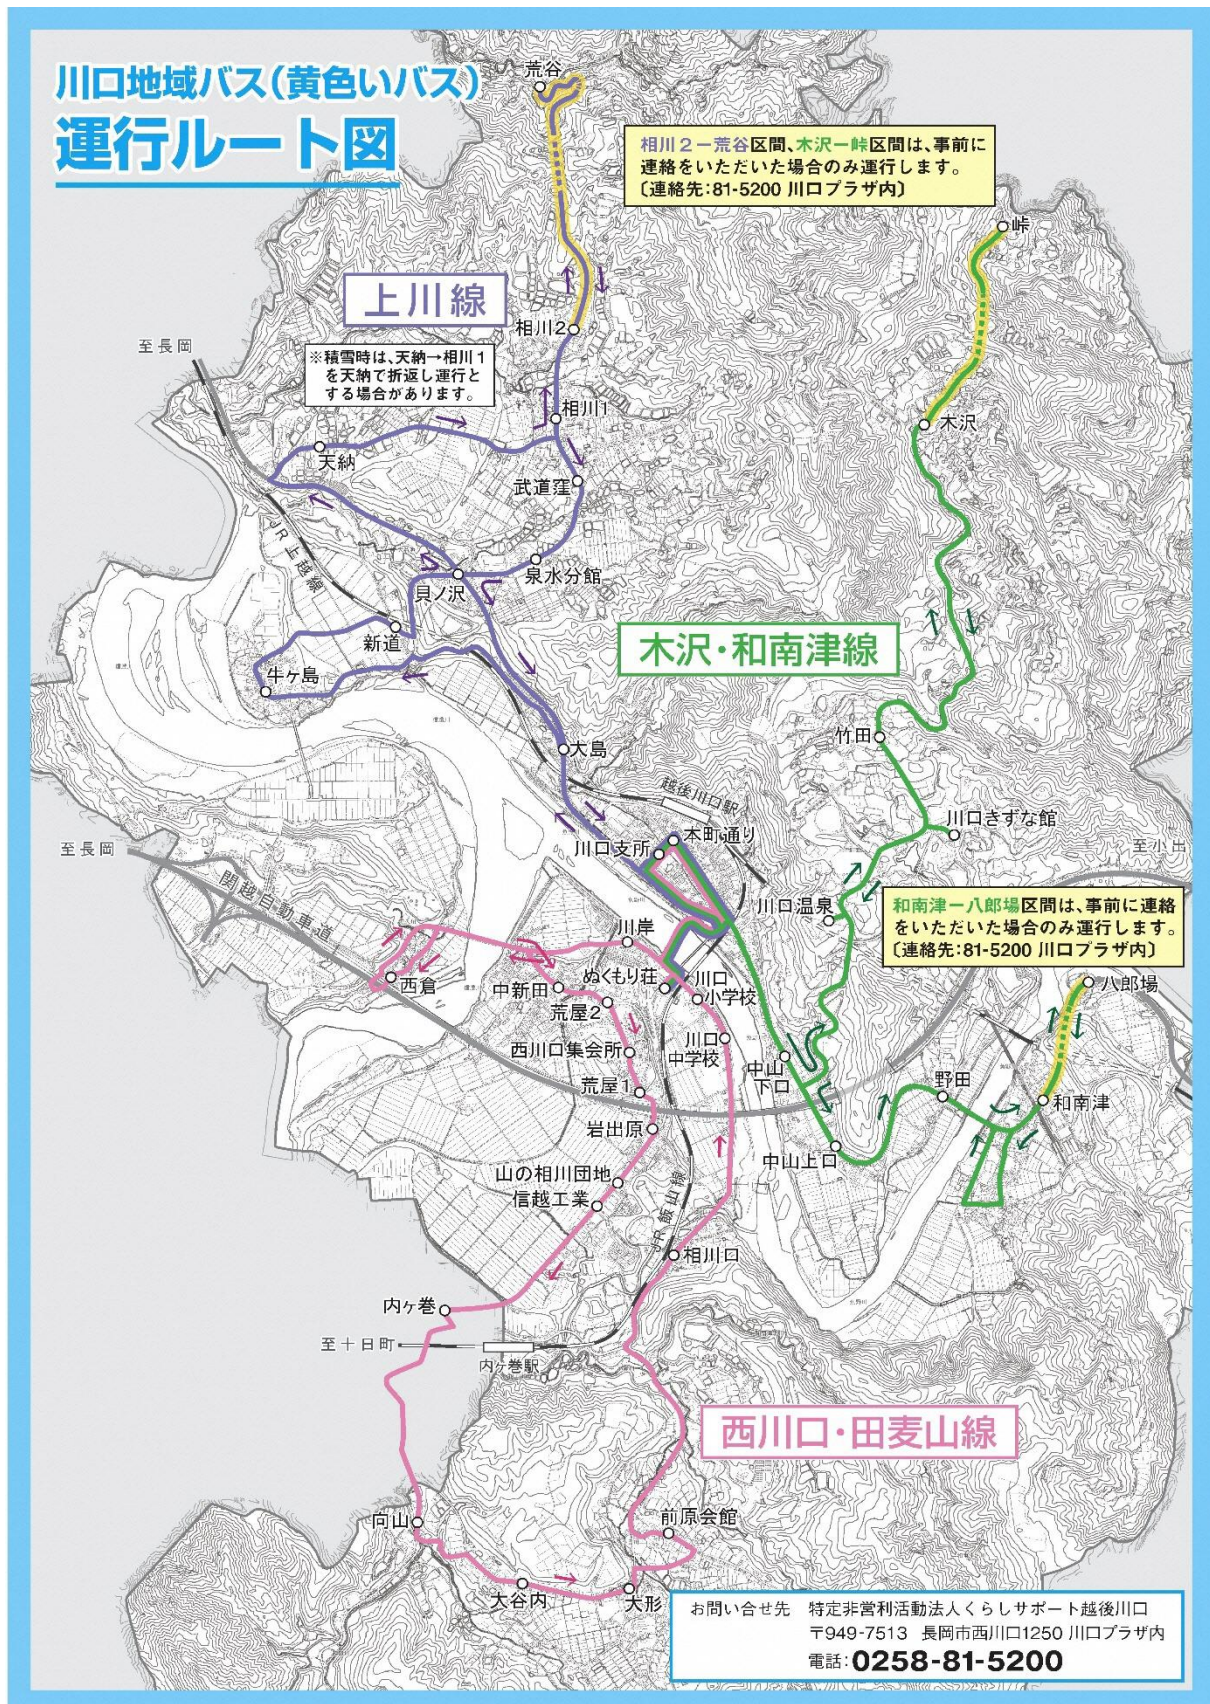 川口地域バス(黄色いバス)
運行ルート図
荒谷
相川2ー荒谷区間、木沢ー峠区間は、事前に
連絡をいただいた場合のみ運行します。
〔連絡先:81-5200 川口プラザ内〕
峠
上川線
相川2
至長岡
※積雪時は、天納→相川1
を天納で折返し運行と
する場合があります。
相川1
木沢
天納
武道窪
JR上越線
泉水分館
貝ノ沢
新道
木沢・和南津線
牛ヶ島
竹田
大島
越後川口駅
川口きずな館
本町通り
川口支所
至長岡
至小出
関越自動車道
川口温泉
和南津ー八郎場区間は、事前に連絡
をいただいた場合のみ運行します。
〔連絡先:81-5200 川口プラザ内〕
川岸
西倉
ぬくもり荘
川口
小学校
八郎場
中新田
荒屋2
西川口集会所
川口
中学校
中山
下口
荒屋1
野田
和南津
岩出原
中山上口
山の相川団地
信越工業
JR飯山線
相川口
内ヶ巻
至十日町
内ヶ巻駅
西川口・田麦山線
向山
前原会館
大谷内
大形
お問い合せ先 特定非営利活動法人くらしサポート越後川口
〒949-7513 長岡市西川口1250 川口プラザ内
電話:0258-81-5200